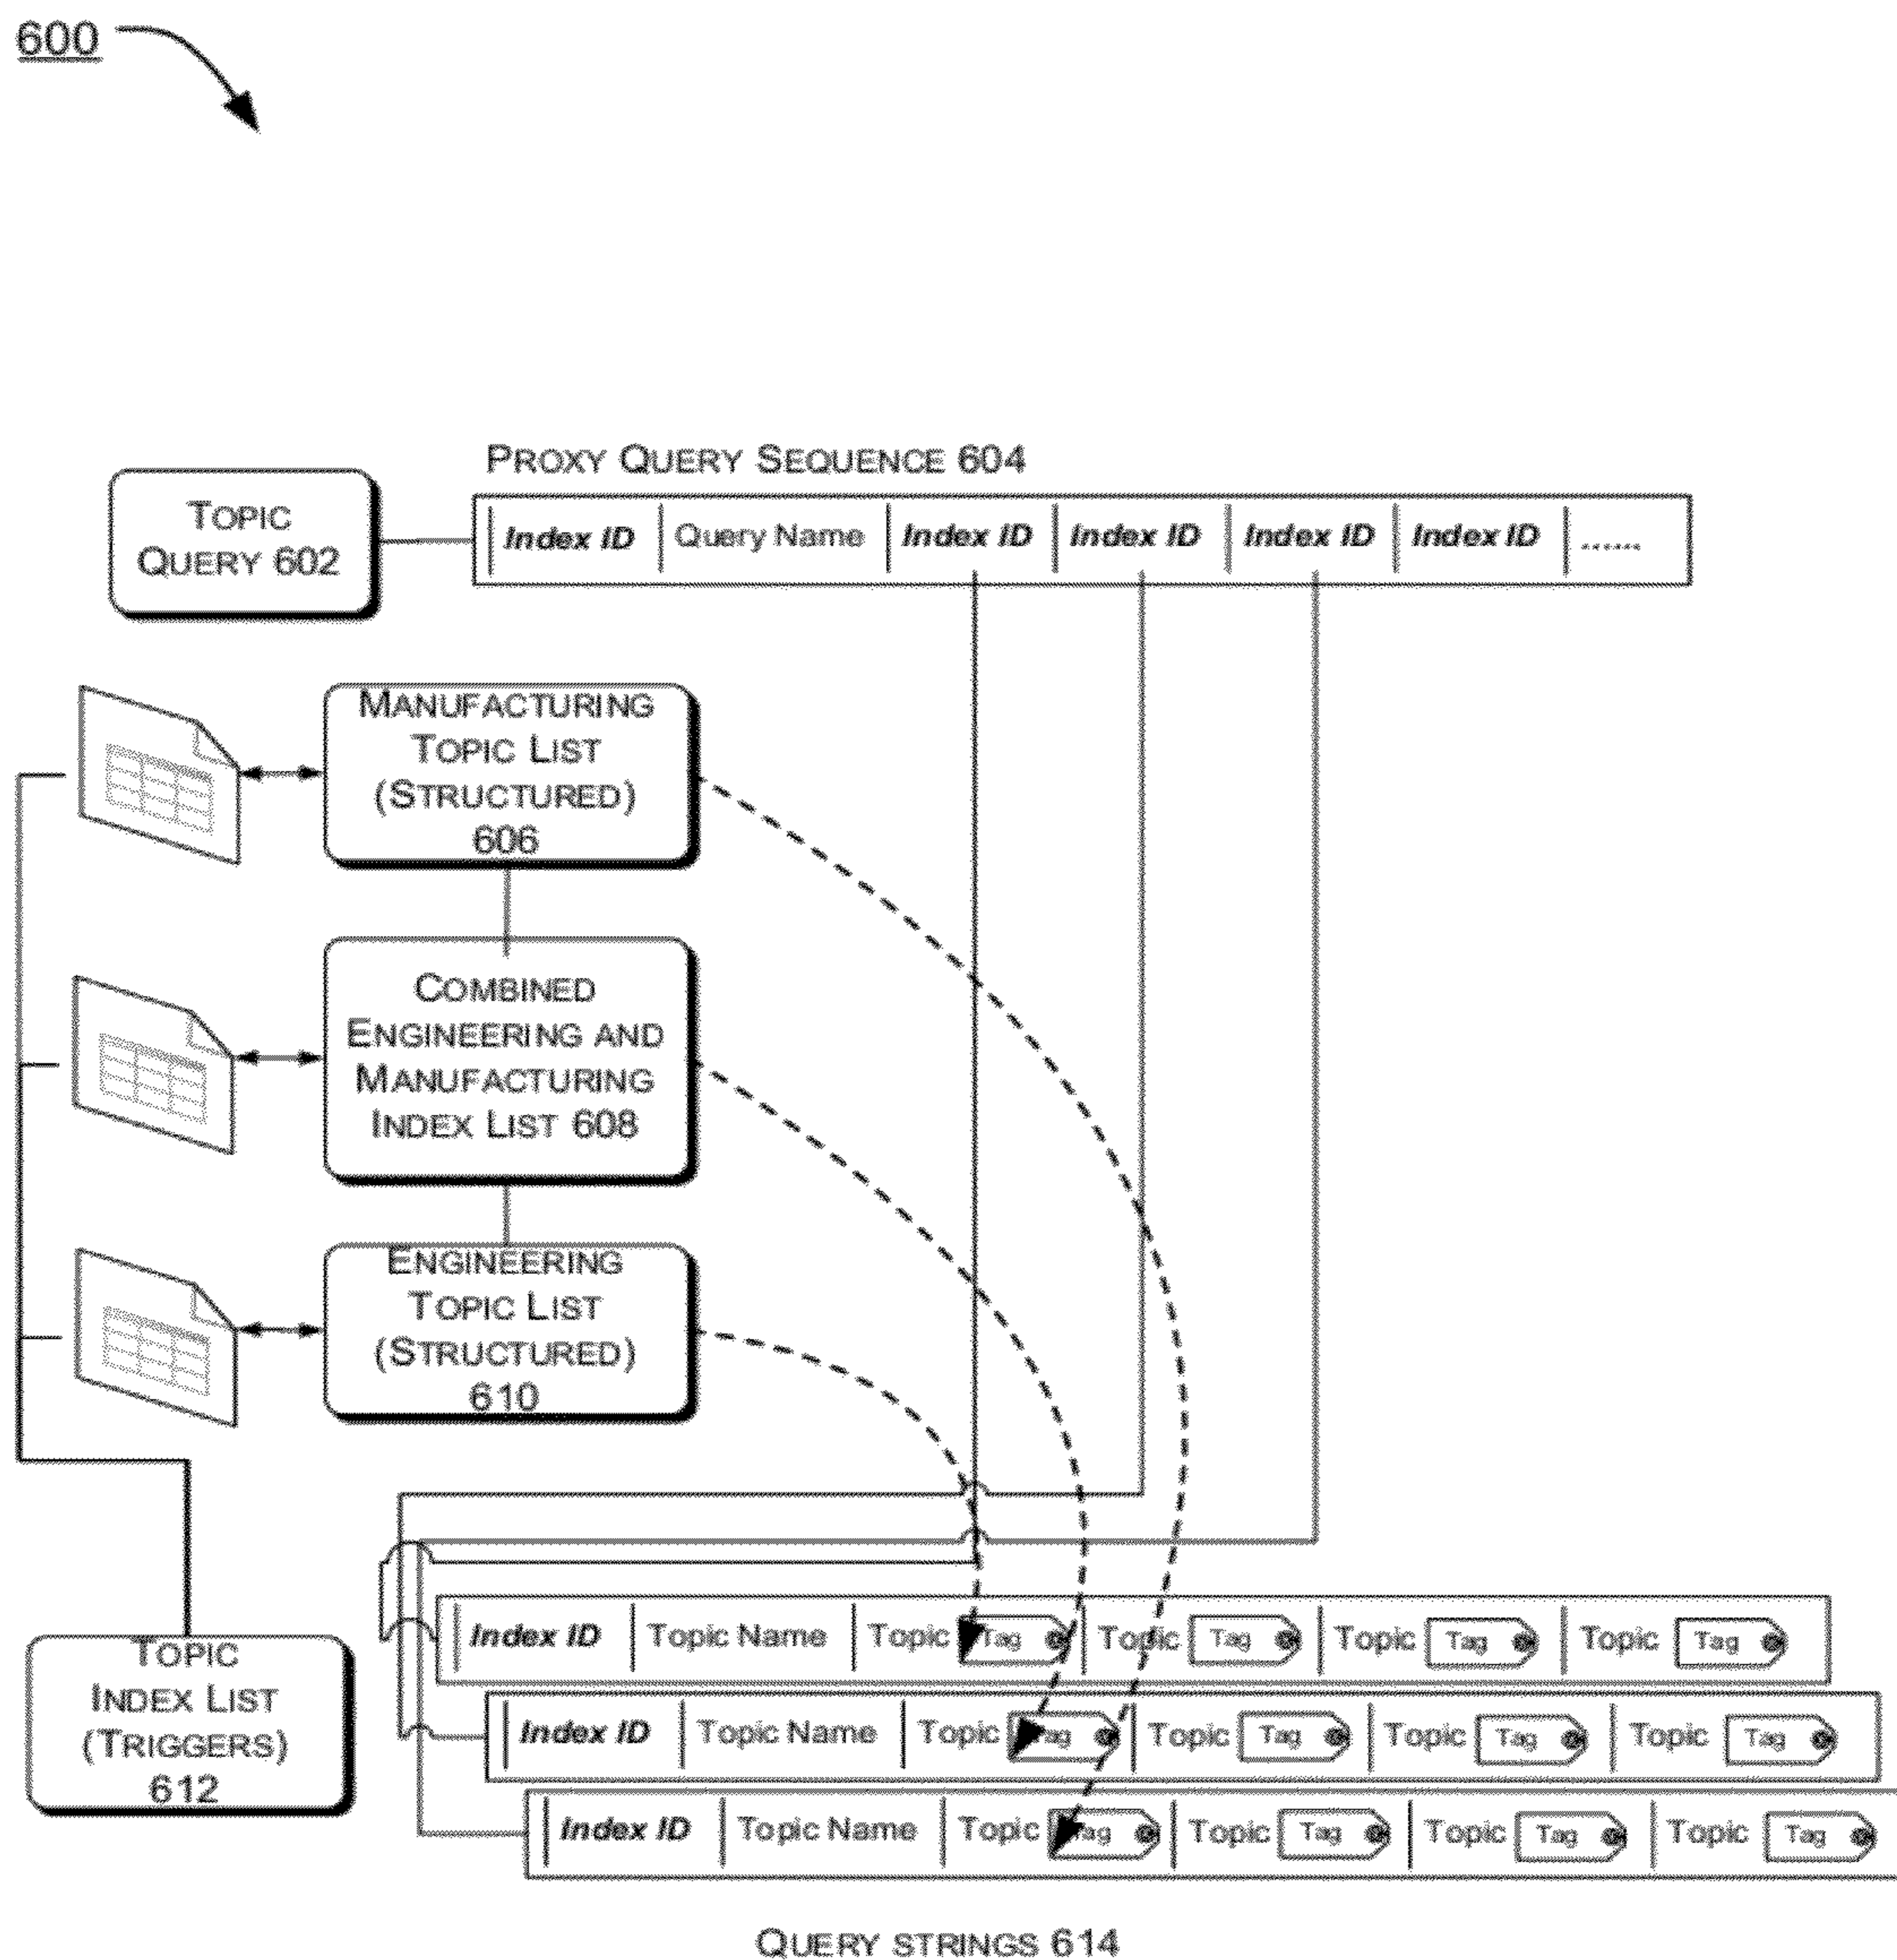 600
PROXY QUERY SEQUENCE 604
TOPIC
QUERY 602
Index ID Query Name Index ID Index ID Index ID Index ID ......
MANUFACTURING
TOPIC LIST
(STRUCTURED)
606
COMBINED
ENGINEERING AND
MANUFACTURING
INDEX LIST 608
ENGINEERING
TOPIC LIST
(STRUCTURED)
610
TOPIC
INDEX LIST
(TRIGGERS)
612
Index ID Topic Name Topic Tag Topic Tag Topic Tag Topic Tag
Index ID Topic Name Topic Tag Topic Tag Topic Tag Topic Tag
Index ID Topic Name Topic Tag Topic Tag Topic Tag Topic Tag
QUERY STRINGS 614